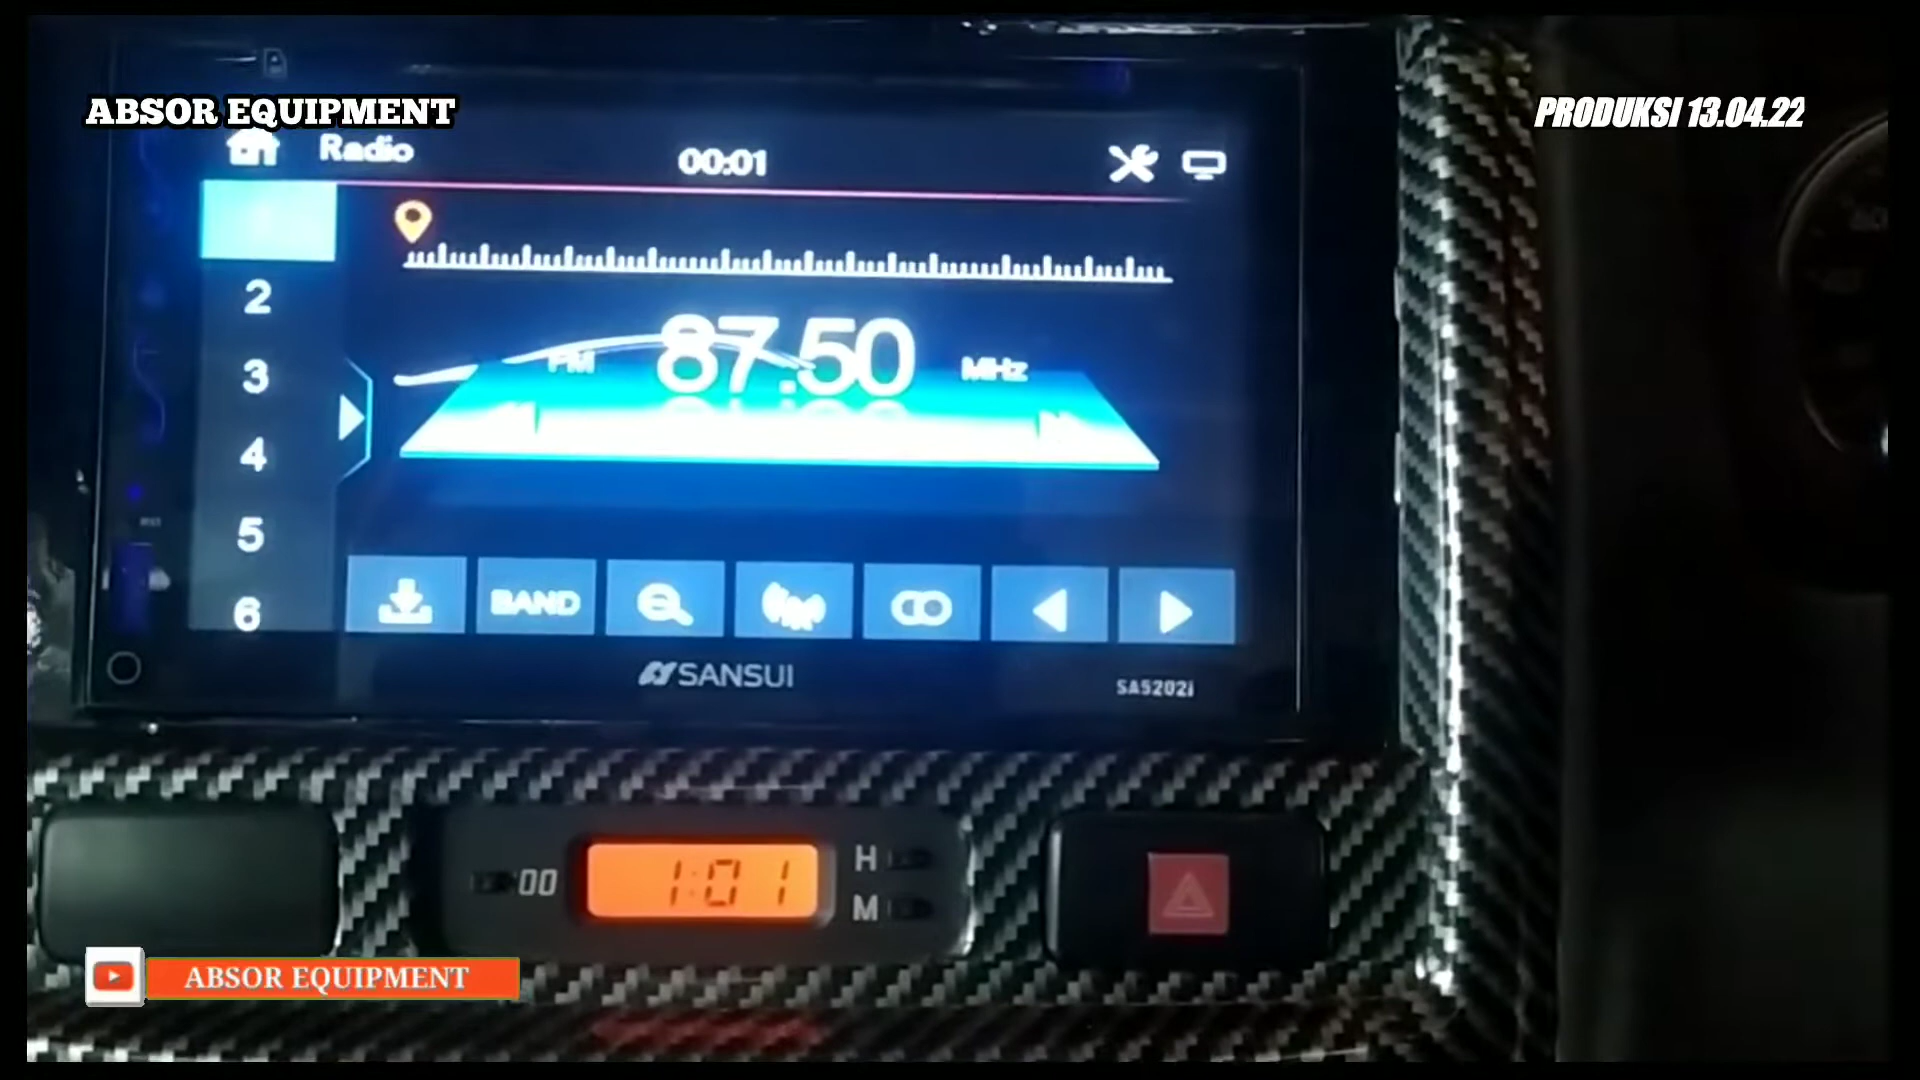 ABSOR EQUIPMENT
PRODUKSI 13.04.22
Radio
00:01
2
3
4
5
6
FM 87.50 MHz
BAND
SANSUI
SA5202i
:00
1:01
H
M
ABSOR EQUIPMENT